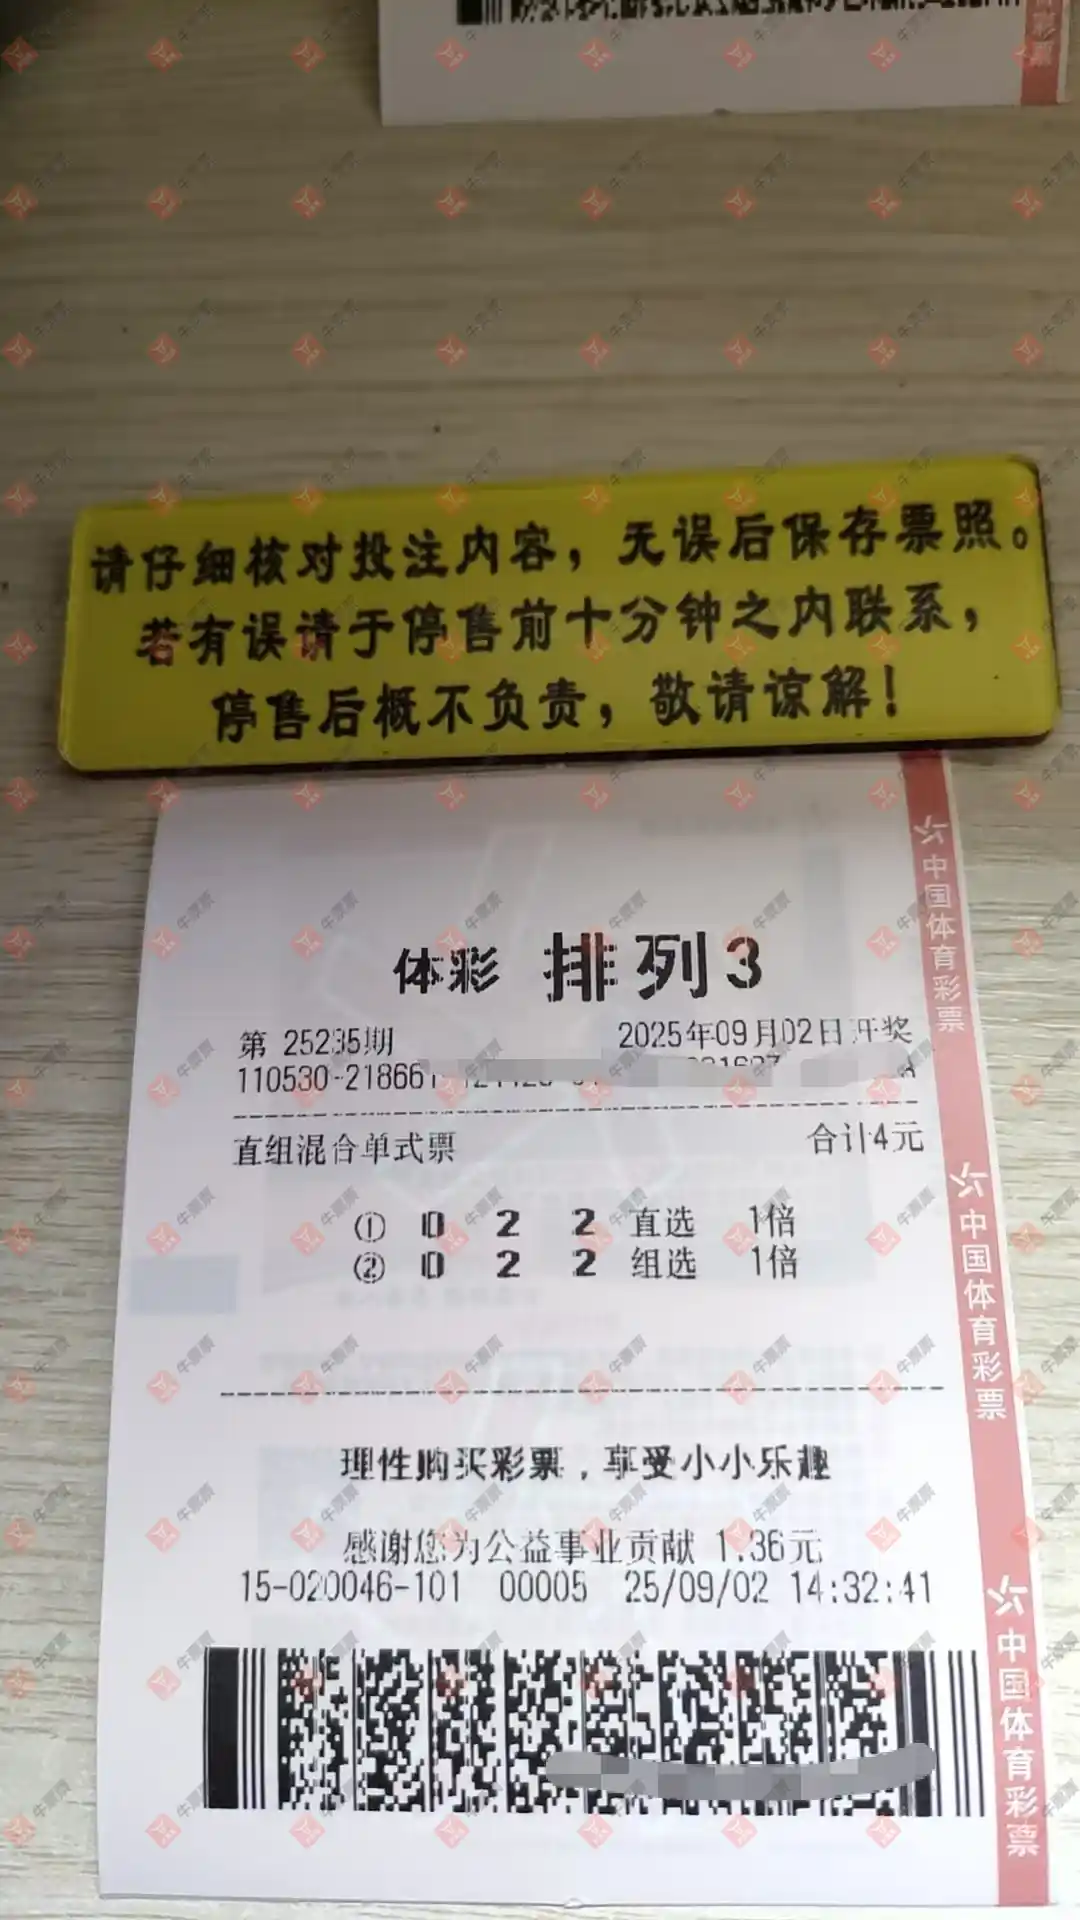 请仔细核对投注内容，无误后保存票照。
若有误请于停售前十分钟之内联系，
停售后概不负责，敬请谅解！
体彩 排列3
第 25235期 2025年09月02日开奖
110530-218661
直组混合单式票 合计4元
① 0 2 2 直选 1倍
② 0 2 2 组选 1倍
理性购买彩票，享受小小乐趣
感谢您为公益事业贡献 1.36元
15-020046-101 00005 25/09/02 14:32:41
中国体育彩票
中国体育彩票
中国体育彩票
彩票
牛票票